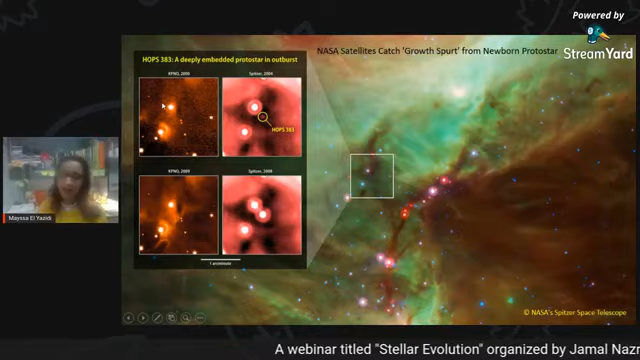 Powered by
StreamYard
NASA Satellites Catch 'Growth Spurt' from Newborn Protostar
HOPS 383: A deeply embedded protostar in outburst
KPNO, 2000
Spitzer, 2004
HOPS 383
KPNO, 2009
Spitzer, 2008
1 arcminute
Mayssa El Yazidi
© NASA's Spitzer Space Telescope
A webinar titled "Stellar Evolution" organized by Jamal Nazr